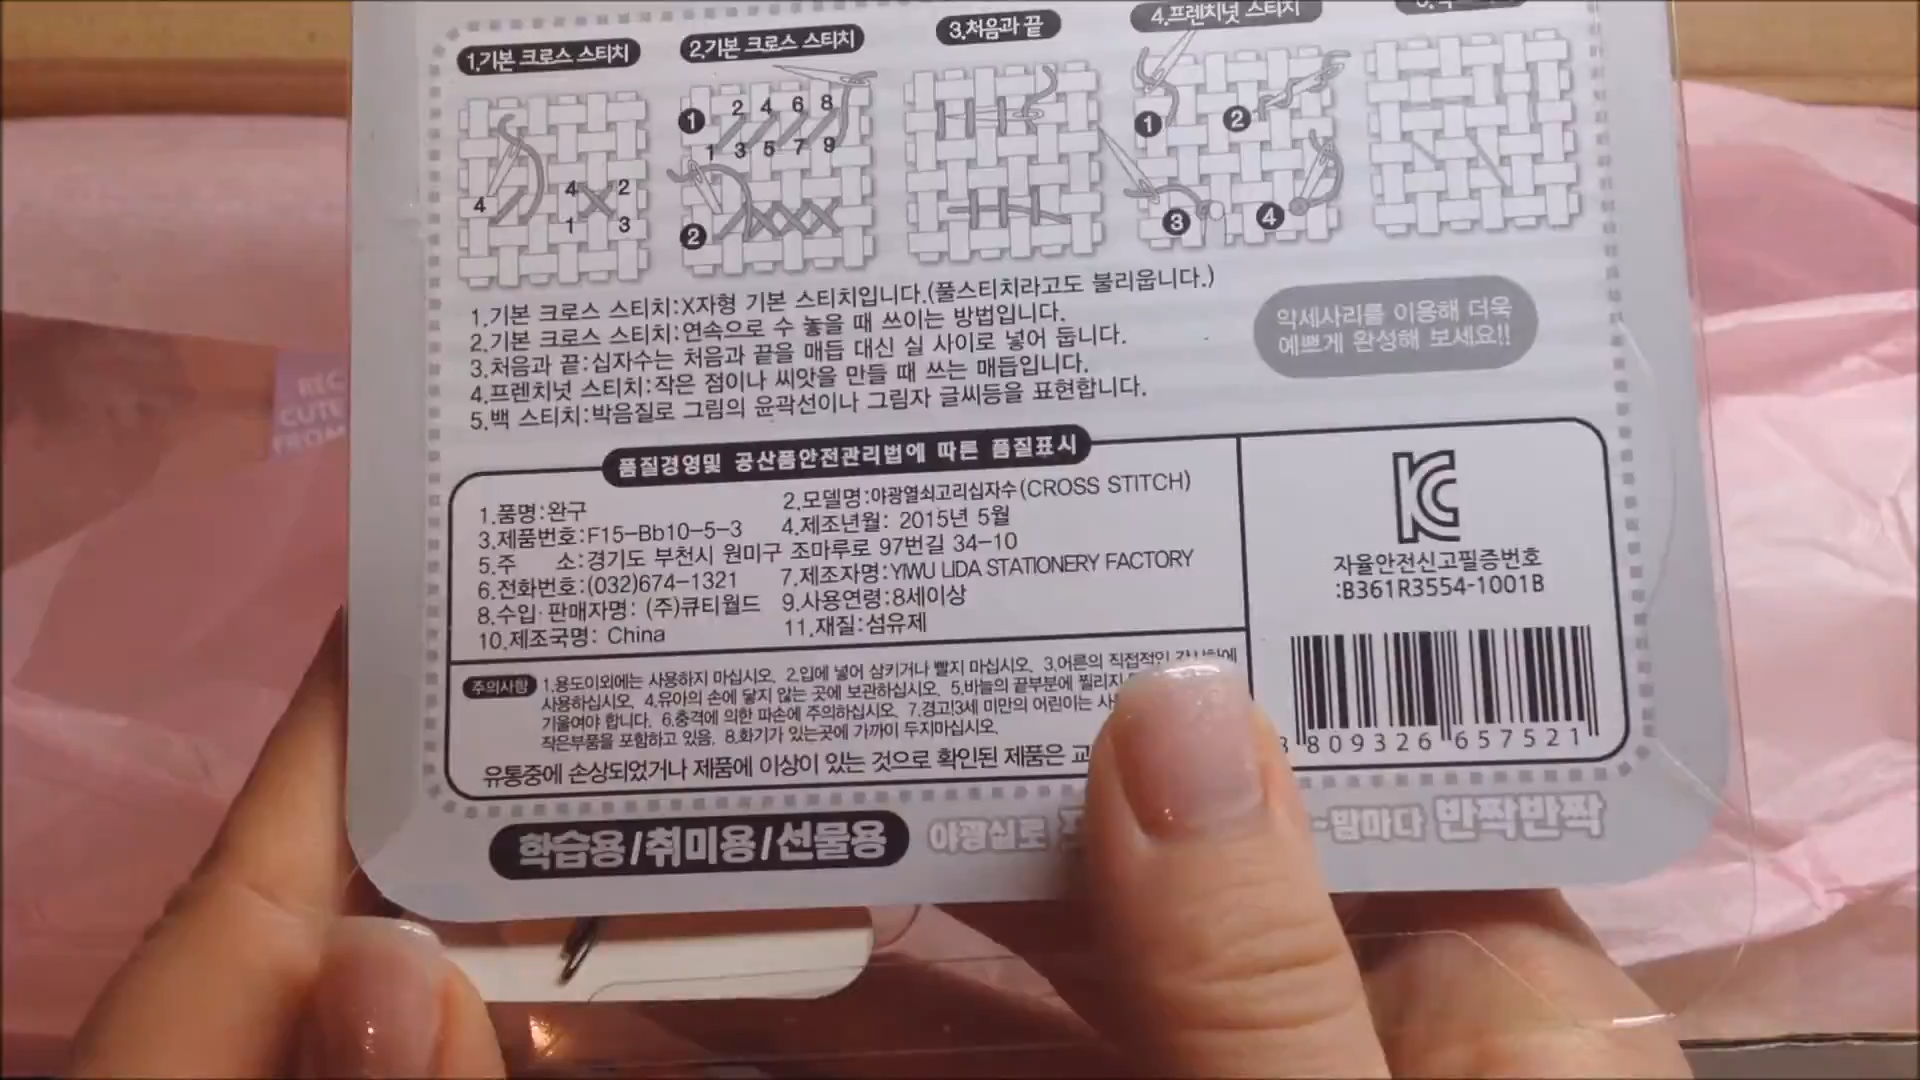 1.기본 크로스 스티치
2.기본 크로스 스티치
3.처음과 끝
4.프렌치넛 스티치
4
4 2
1 3
1
2 4 6 8
1 3 5 7 9
2
1 2
3 4
1.기본 크로스 스티치:X자형 기본 스티치입니다.(풀스티치라고도 불리웁니다.)
2.기본 크로스 스티치:연속으로 수 놓을 때 쓰이는 방법입니다.
3.처음과 끝:십자수는 처음과 끝을 매듭 대신 실 사이로 넣어 둡니다.
4.프렌치넛 스티치:작은 점이나 씨앗을 만들 때 쓰는 매듭입니다.
5.백 스티치:박음질로 그림의 윤곽선이나 그림자 글씨등을 표현합니다.
악세사리를 이용해 더욱
예쁘게 완성해 보세요!!
REC
CUTE
FROM
품질경영및 공산품안전관리법에 따른 품질표시
1.품명:완구
2.모델명:야광열쇠고리십자수(CROSS STITCH)
3.제품번호:F15-Bb10-5-3
4.제조년월: 2015년 5월
5.주 소:경기도 부천시 원미구 조마루로 97번길 34-10
6.전화번호:(032)674-1321
7.제조자명:YIWU LIDA STATIONERY FACTORY
8.수입·판매자명: (주)큐티월드
9.사용연령:8세이상
10.제조국명: China
11.재질:섬유제
KC
자율안전신고필증번호
:B361R3554-1001B
8 809326 657521
주의사항 1.용도이외에는 사용하지 마십시오. 2.입에 넣어 삼키거나 빨지 마십시오. 3.어른의 직접적인
사용하십시오. 4.유아의 손에 닿지 않는 곳에 보관하십시오. 5.바늘의 끝부분에 찔리지
기울여야 합니다. 6.충격에 의한 파손에 주의하십시오. 7.경고!3세 미만의 어린이는
작은부품을 포함하고 있음. 8.화기가 있는곳에 가까이 두지마십시오.
유통중에 손상되었거나 제품에 이상이 있는 것으로 확인된 제품은
학습용/취미용/선물용
야광실로
~밤마다 반짝반짝